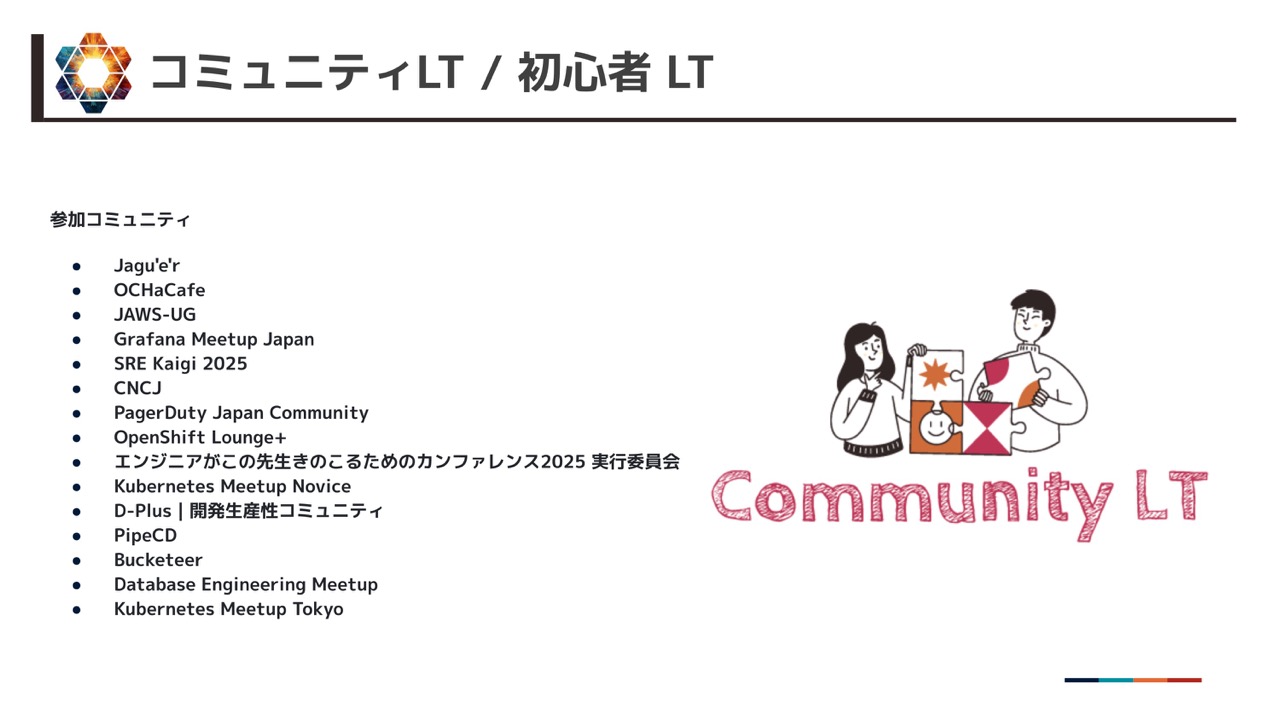 コミュニティLT / 初心者 LT
参加コミュニティ
● Jagu'e'r
● OCHaCafe
● JAWS-UG
● Grafana Meetup Japan
● SRE Kaigi 2025
● CNCJ
● PagerDuty Japan Community
● OpenShift Lounge+
● エンジニアがこの先生きのこるためのカンファレンス2025 実行委員会
● Kubernetes Meetup Novice
● D-Plus | 開発生産性コミュニティ
● PipeCD
● Bucketeer
● Database Engineering Meetup
● Kubernetes Meetup Tokyo
Community LT